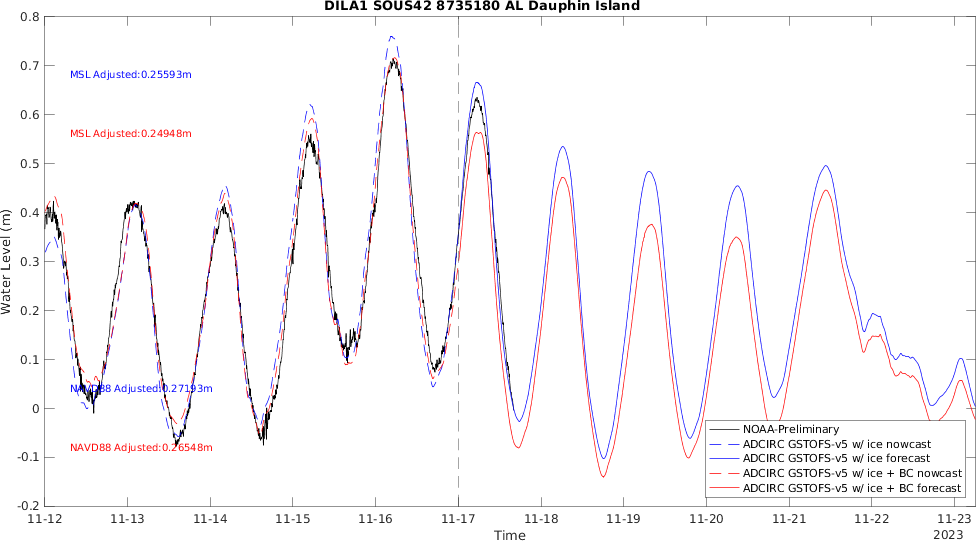 DILA1 SOUS42 8735180 AL Dauphin Island
0.8
0.7
0.6
0.5
0.4
0.3
0.2
0.1
0
-0.1
-0.2
Water Level (m)
MSL Adjusted:0.25593m
MSL Adjusted:0.24948m
NAVD88 Adjusted:0.27193m
NAVD88 Adjusted:0.26548m
NOAA-Preliminary
ADCIRC GSTOFS-v5 w/ ice nowcast
ADCIRC GSTOFS-v5 w/ ice forecast
ADCIRC GSTOFS-v5 w/ ice + BC nowcast
ADCIRC GSTOFS-v5 w/ ice + BC forecast
11-12 11-13 11-14 11-15 11-16 11-17 11-18 11-19 11-20 11-21 11-22 11-23
2023
Time